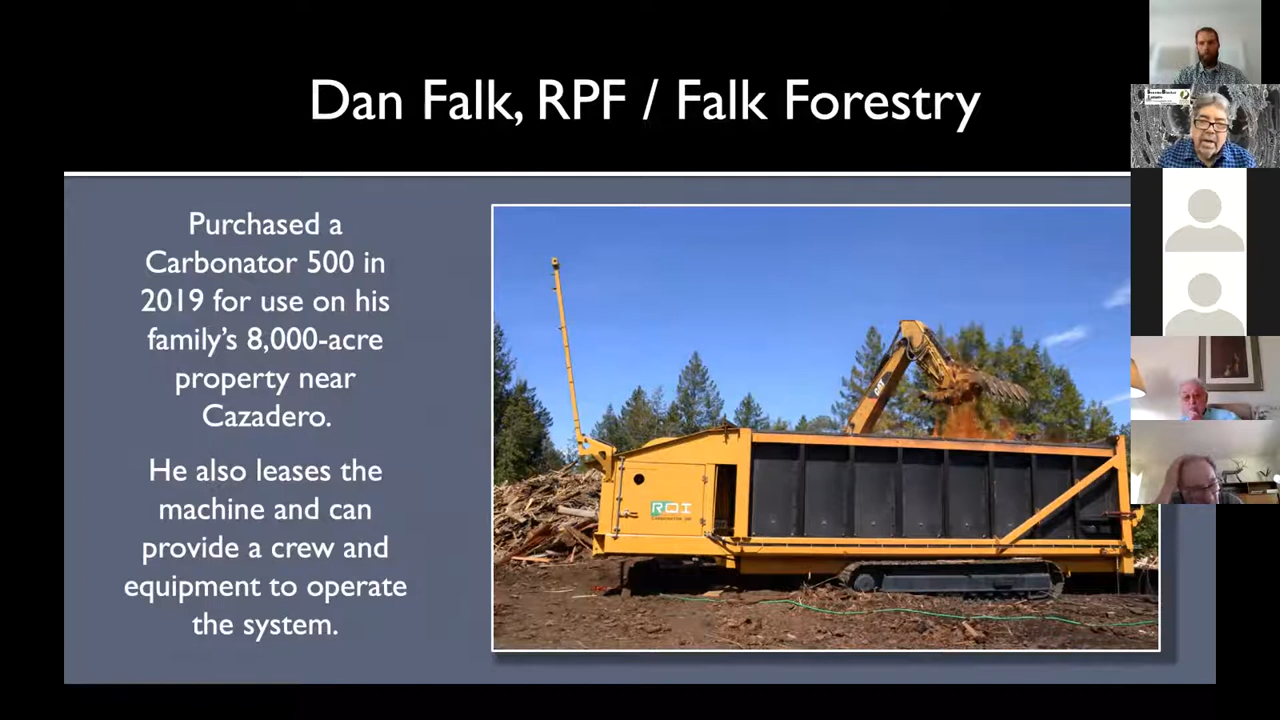 Dan Falk, RPF / Falk Forestry
Purchased a
Carbonator 500 in
2019 for use on his
family's 8,000-acre
property near
Cazadero.
He also leases the
machine and can
provide a crew and
equipment to operate
the system.
CAT
ROI